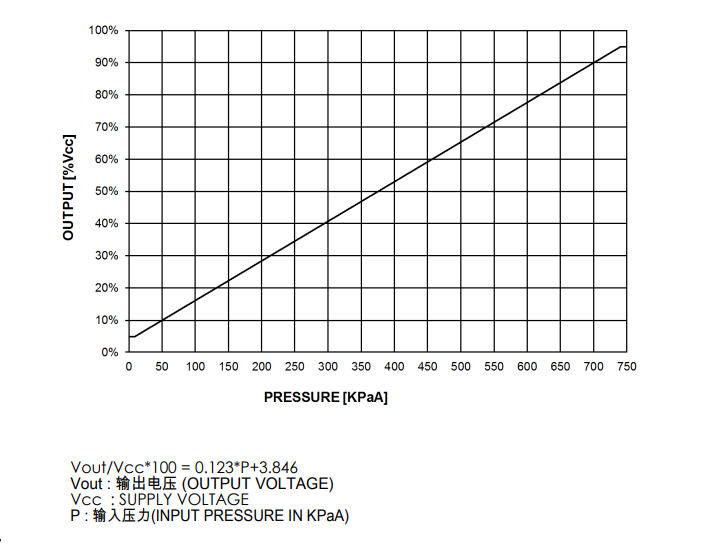 100%
90%
80%
70%
60%
50%
40%
30%
20%
10%
0%
OUTPUT [%Vcc]
0 50 100 150 200 250 300 350 400 450 500 550 600 650 700 750
PRESSURE [KPaA]
Vout/Vcc*100 = 0.123*P+3.846
Vout : 输出电压 (OUTPUT VOLTAGE)
Vcc : SUPPLY VOLTAGE
P : 输入压力(INPUT PRESSURE IN KPaA)